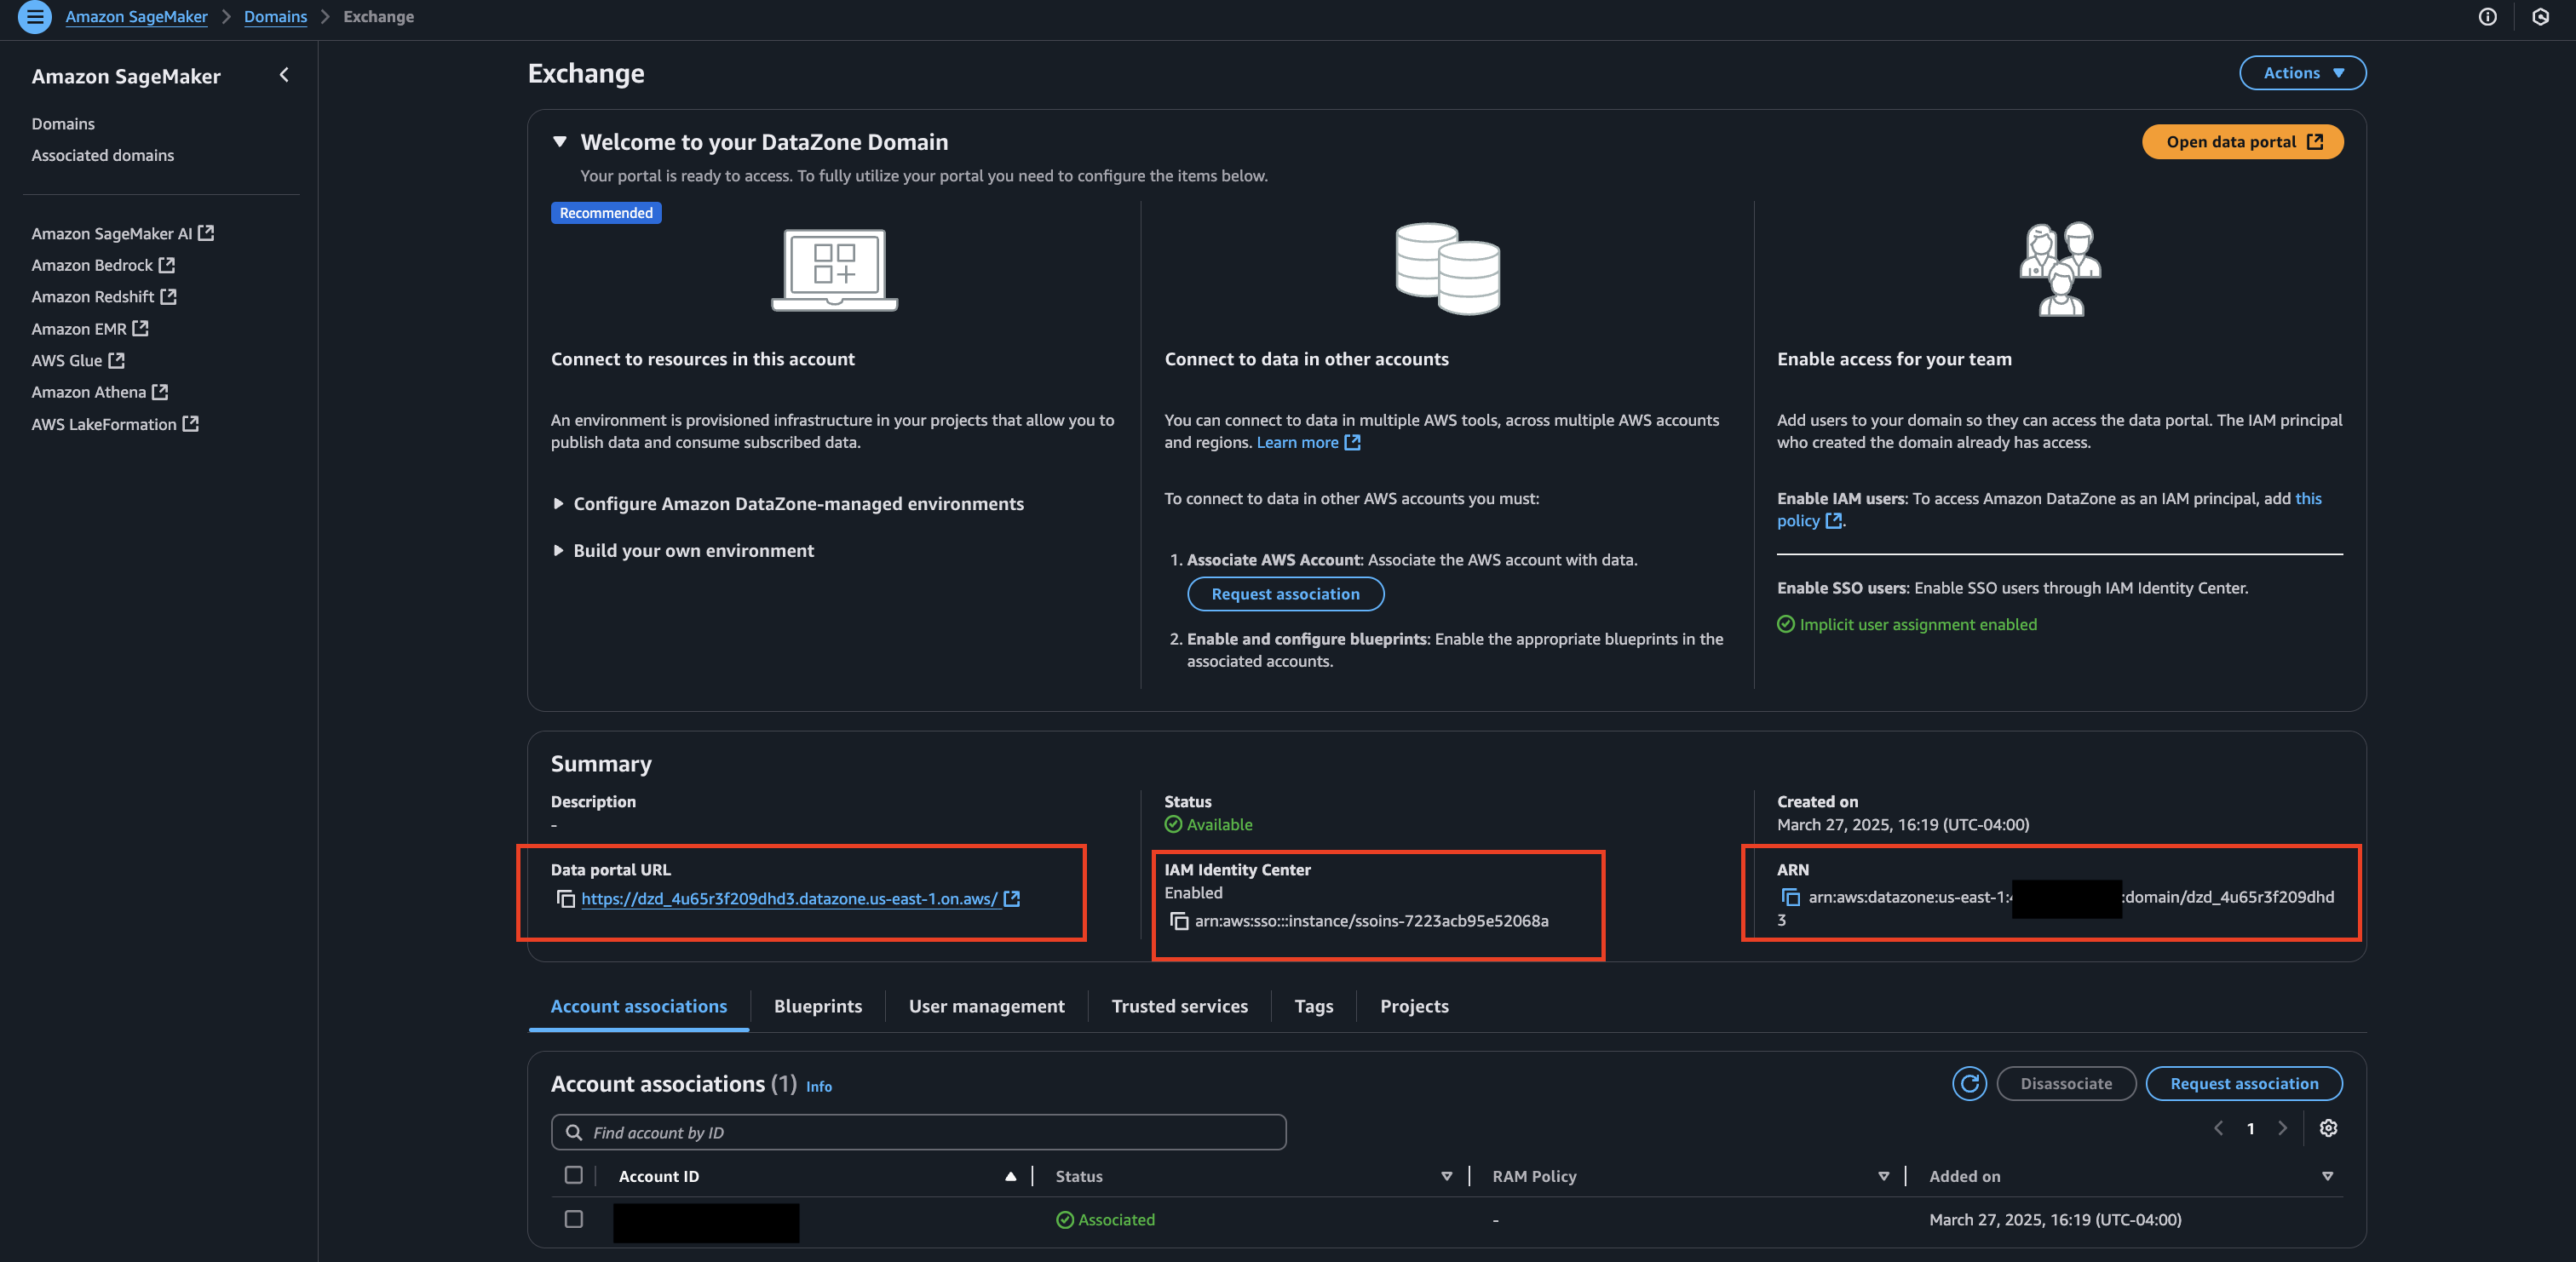 Amazon SageMaker > Domains > Exchange
Amazon SageMaker
Domains
Associated domains
Amazon SageMaker AI
Amazon Bedrock
Amazon Redshift
Amazon EMR
AWS Glue
Amazon Athena
AWS LakeFormation
Exchange
Actions
Welcome to your DataZone Domain
Open data portal
Your portal is ready to access. To fully utilize your portal you need to configure the items below.
Recommended
Connect to resources in this account
An environment is provisioned infrastructure in your projects that allow you to
publish data and consume subscribed data.
Configure Amazon DataZone-managed environments
Build your own environment
Connect to data in other accounts
You can connect to data in multiple AWS tools, across multiple AWS accounts
and regions. Learn more
To connect to data in other AWS accounts you must:
1. Associate AWS Account: Associate the AWS account with data.
Request association
2. Enable and configure blueprints: Enable the appropriate blueprints in the
associated accounts.
Enable access for your team
Add users to your domain so they can access the data portal. The IAM principal
who created the domain already has access.
Enable IAM users: To access Amazon DataZone as an IAM principal, add this
policy.
Enable SSO users: Enable SSO users through IAM Identity Center.
Implicit user assignment enabled
Summary
Description
-
Data portal URL
https://dzd_4u65r3f209dhd3.datazone.us-east-1.on.aws/
Status
Available
IAM Identity Center
Enabled
arn:aws:sso:::instance/ssoins-7223acb95e52068a
Created on
March 27, 2025, 16:19 (UTC-04:00)
ARN
arn:aws:datazone:us-east-1: :domain/dzd_4u65r3f209dhd
3
Account associations Blueprints User management Trusted services Tags Projects
Account associations (1) Info
Disassociate
Request association
Find account by ID
1
Account ID Status RAM Policy Added on
Associated - March 27, 2025, 16:19 (UTC-04:00)